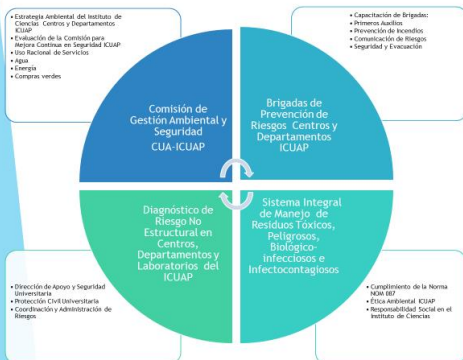 • Estrategia Ambiental del Instituto de
Ciencias Centros y Departamentos
ICUAP
• Evaluación de la Comisión para
Mejora Continua en Seguridad ICUAP
• Uso Racional de Servicios
• Agua
• Energía
• Compras verdes
• Capacitación de Brigadas:
• Primeros Auxilios
• Prevención de Incendios
• Comunicación de Riesgos
• Seguridad y Evacuación
Comisión de
Gestión Ambiental y
Seguridad
CUA-ICUAP
Brigadas de
Prevención de
Riesgos Centros y
Departamentos
ICUAP
Diagnóstico de
Riesgo No
Estructural en
Centros,
Departamentos y
Laboratorios del
ICUAP
Sistema Integral
de Manejo de
Residuos Tóxicos,
Peligrosos,
Biológico-
infecciosos e
Infectocontagiosos
• Dirección de Apoyo y Seguridad
Universitaria
• Protección Civil Universitaria
• Coordinación y Administración de
Riesgos
• Cumplimiento de la Norma
NOM 087
• Ética Ambiental ICUAP
• Responsabilidad Social en el
Instituto de Ciencias